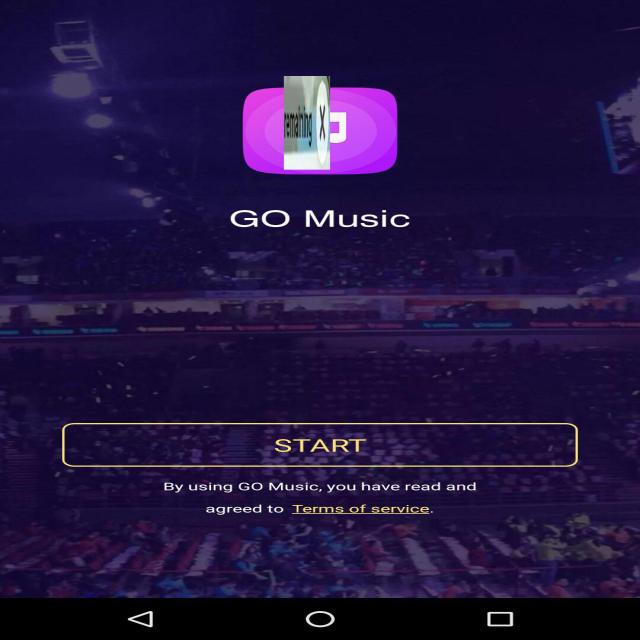 remaining X
GO Music
START
By using GO Music, you have read and
agreed to Terms of service.